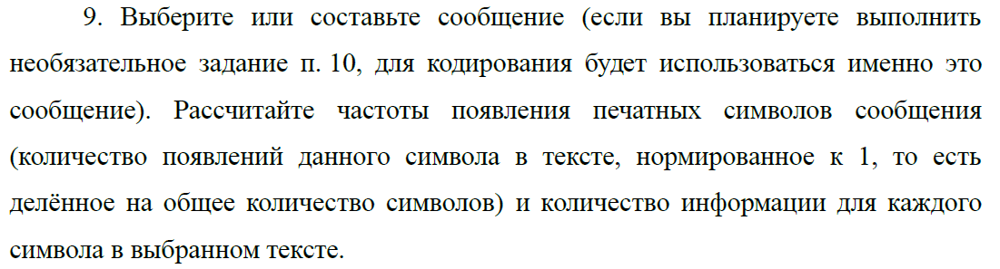 9. Выберите или составьте сообщение (если вы планируете выполнить
необязательное задание п. 10, для кодирования будет использоваться именно это
сообщение). Рассчитайте частоты появления печатных символов сообщения
(количество появлений данного символа в тексте, нормированное к 1, то есть
делённое на общее количество символов) и количество информации для каждого
символа в выбранном тексте.